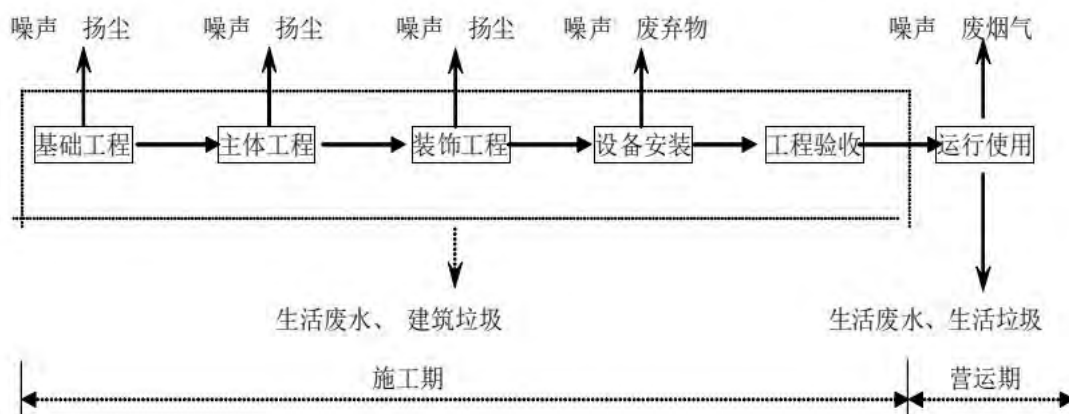 噪声 扬尘 噪声 扬尘 噪声 扬尘 噪声 废弃物 噪声 废烟气
基础工程 主体工程 装饰工程 设备安装 工程验收 运行使用
生活废水、 建筑垃圾 生活废水、生活垃圾
施工期 营运期